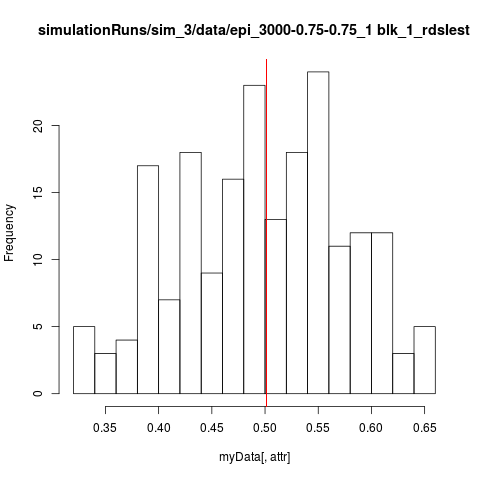 simulationRuns/sim_3/data/epi_3000-0.75-0.75_1 blk_1_rdslest
Frequency
20
15
10
5
0
0.35 0.40 0.45 0.50 0.55 0.60 0.65
myData[, attr]